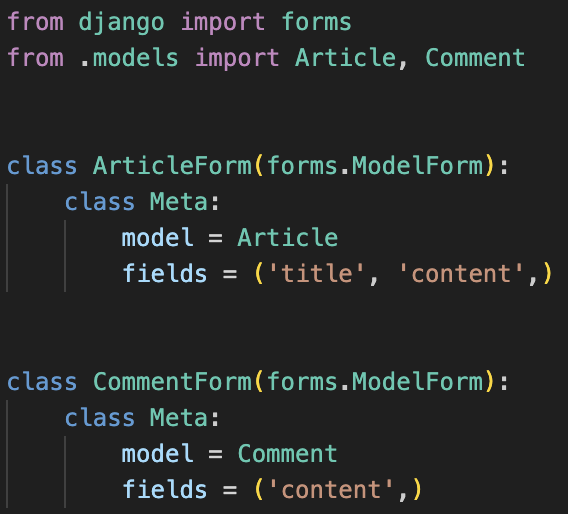 from django import forms
from .models import Article, Comment
class ArticleForm(forms.ModelForm):
    class Meta:
        model = Article
        fields = ('title', 'content',)
class CommentForm(forms.ModelForm):
    class Meta:
        model = Comment
        fields = ('content',)